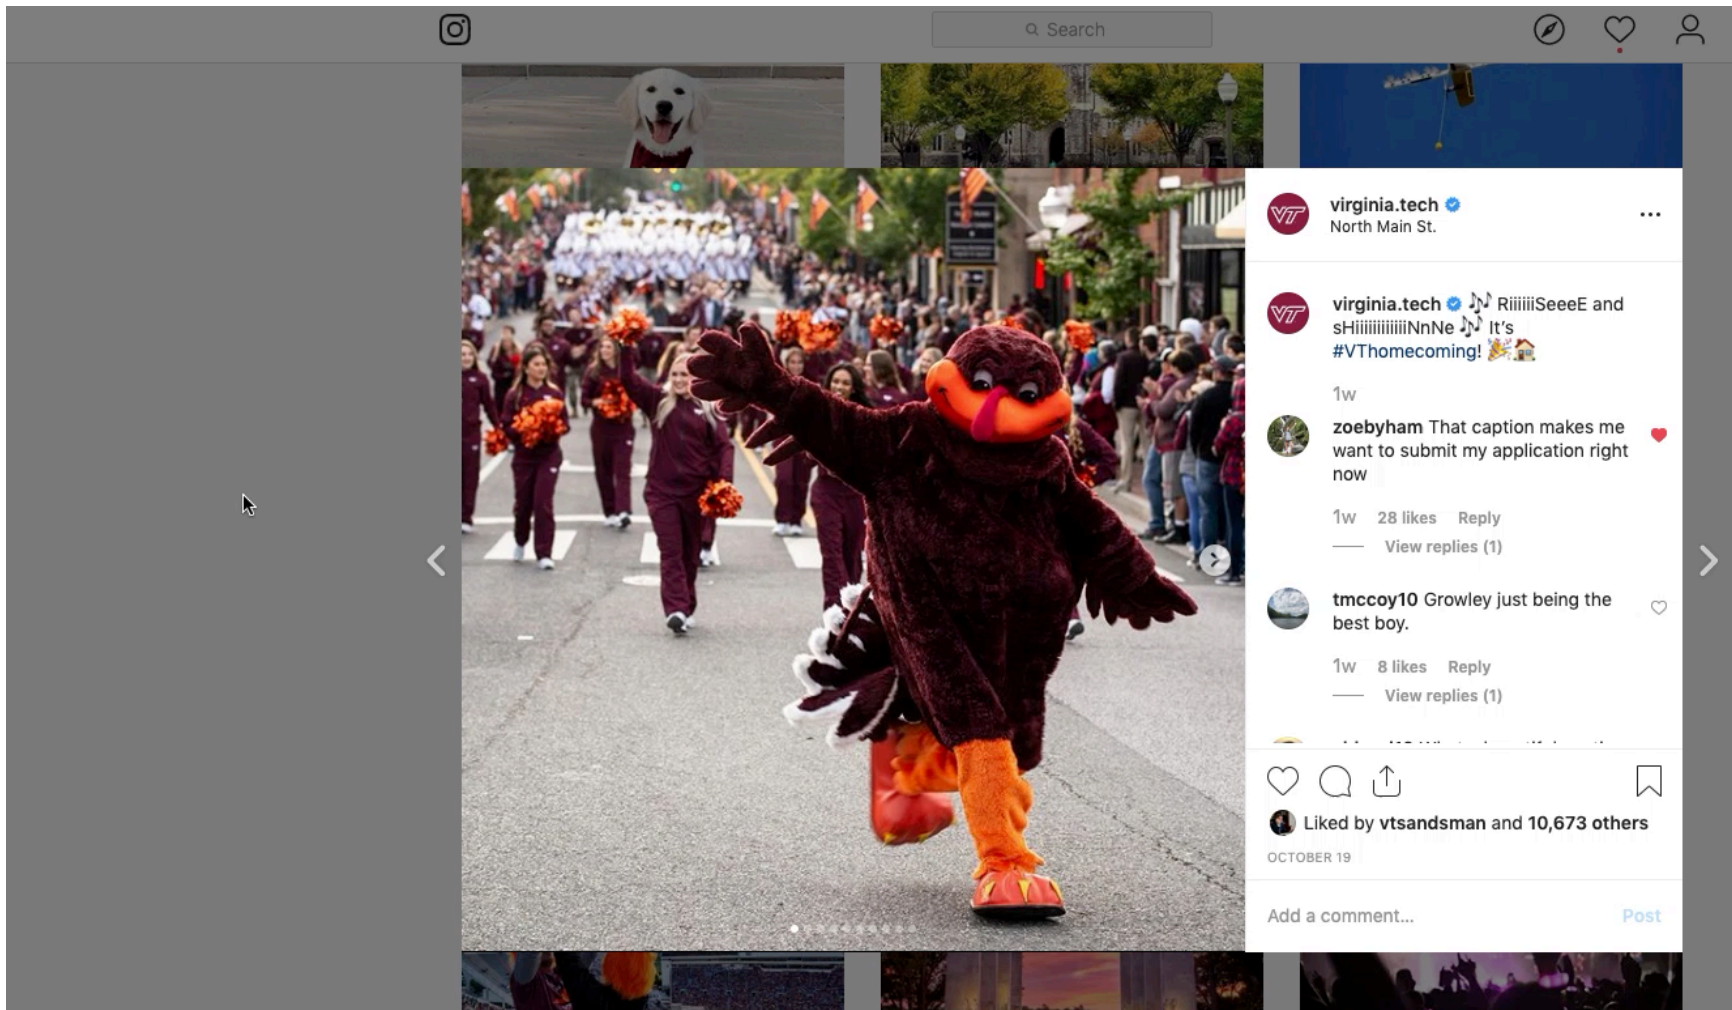 Search
virginia.tech
North Main St.
VT
virginia.tech 🎶 RiiiiiiSeeeE and
sHiiiiiiiiiiiiNnNe 🎶 It's
#VThomecoming! 🎉🏠
1w
zoebyham That caption makes me
want to submit my application right
now
1w 28 likes Reply
View replies (1)
tmccoy10 Growley just being the
best boy.
1w 8 likes Reply
View replies (1)
Liked by vtsandsman and 10,673 others
OCTOBER 19
Add a comment... Post